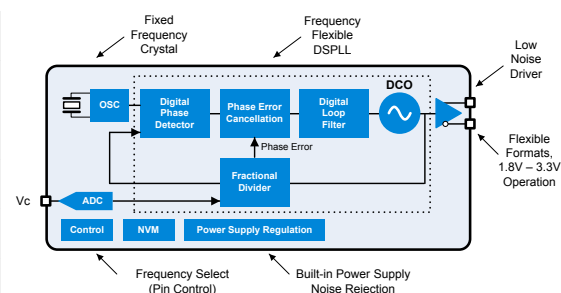 Fixed
Frequency
Crystal
Frequency
Flexible
DSPLL
Low
Noise
Driver
OSC
Digital
Phase
Detector
Phase Error
Cancellation
Digital
Loop
Filter
DCO
Phase Error
Fractional
Divider
Flexible
Formats,
1.8V – 3.3V
Operation
Vc
ADC
Control
NVM
Power Supply Regulation
Frequency Select
(Pin Control)
Built-in Power Supply
Noise Rejection